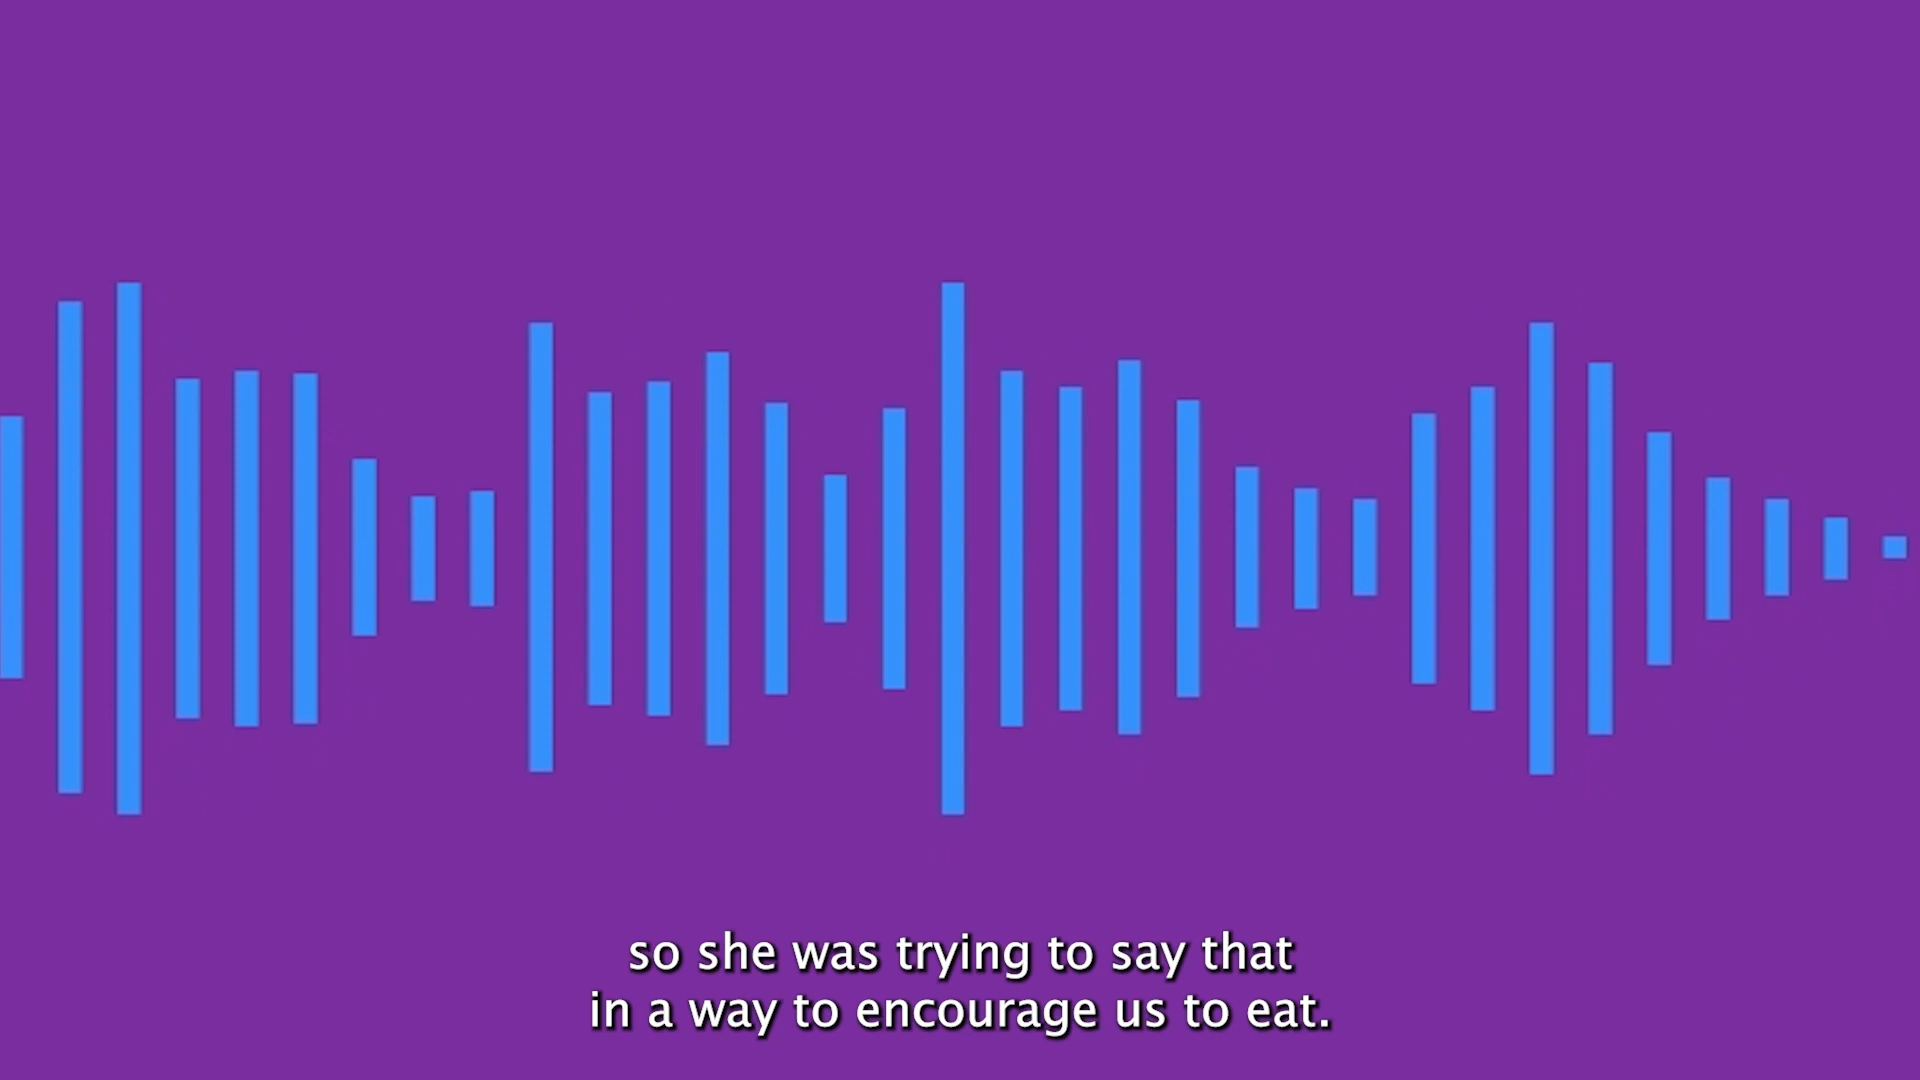 so she was trying to say that
in a way to encourage us to eat.